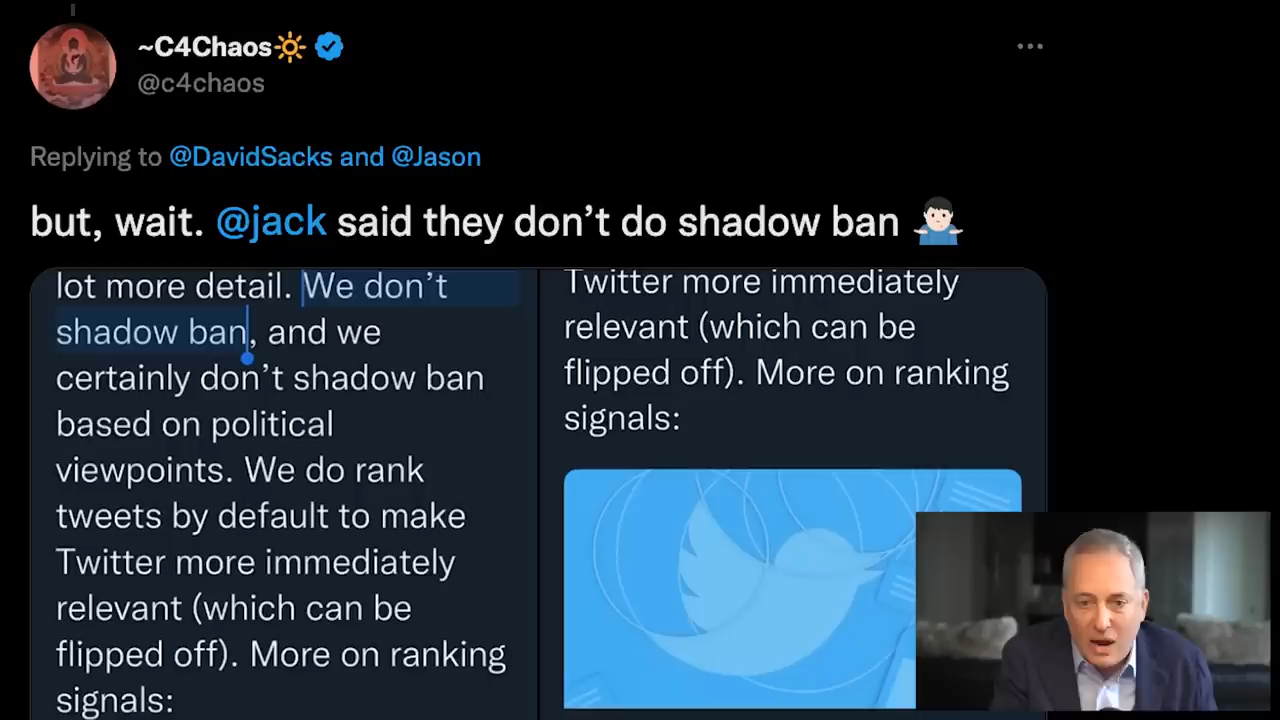 ~C4Chaos🔆
@c4chaos
Replying to @DavidSacks and @Jason
but, wait. @jack said they don’t do shadow ban 🤷🏻‍♂️
lot more detail. We don’t
shadow ban, and we
certainly don’t shadow ban
based on political
viewpoints. We do rank
tweets by default to make
Twitter more immediately
relevant (which can be
flipped off). More on ranking
signals:
Twitter more immediately
relevant (which can be
flipped off). More on ranking
signals: